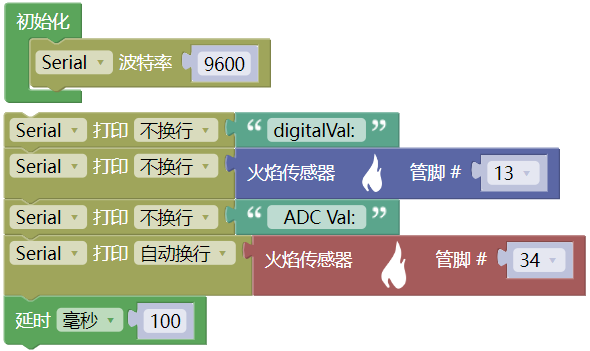 初始化
Serial 波特率 9600
Serial 打印 不换行 “ digitalVal: ”
Serial 打印 不换行 火焰传感器 管脚 # 13
Serial 打印 不换行 “ ADC Val: ”
Serial 打印 自动换行 火焰传感器 管脚 # 34
延时 毫秒 100